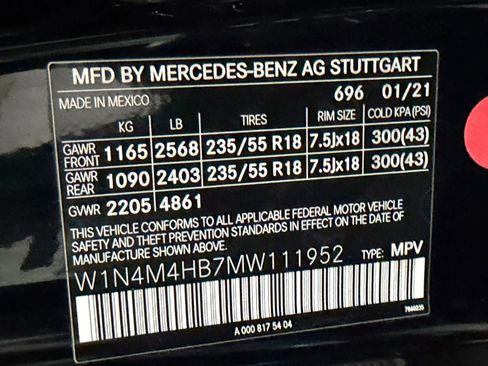 MFD BY MERCEDES-BENZ AG STUTTGART
MADE IN MEXICO 696 01/21
KG LB TIRES RIM SIZE COLD KPA (PSI)
GAWR FRONT 1165 2568 235/55 R18 7.5Jx18 300(43)
GAWR REAR 1090 2403 235/55 R18 7.5Jx18 300(43)
GVWR 2205 4861
THIS VEHICLE CONFORMS TO ALL APPLICABLE FEDERAL MOTOR VEHICLE
SAFETY AND THEFT PREVENTION STANDARDS IN EFFECT ON THE DATE OF
MANUFACTURE SHOWN ABOVE.
W1N4M4HB7MW111952 TYPE: MPV
A 000 817 54 04